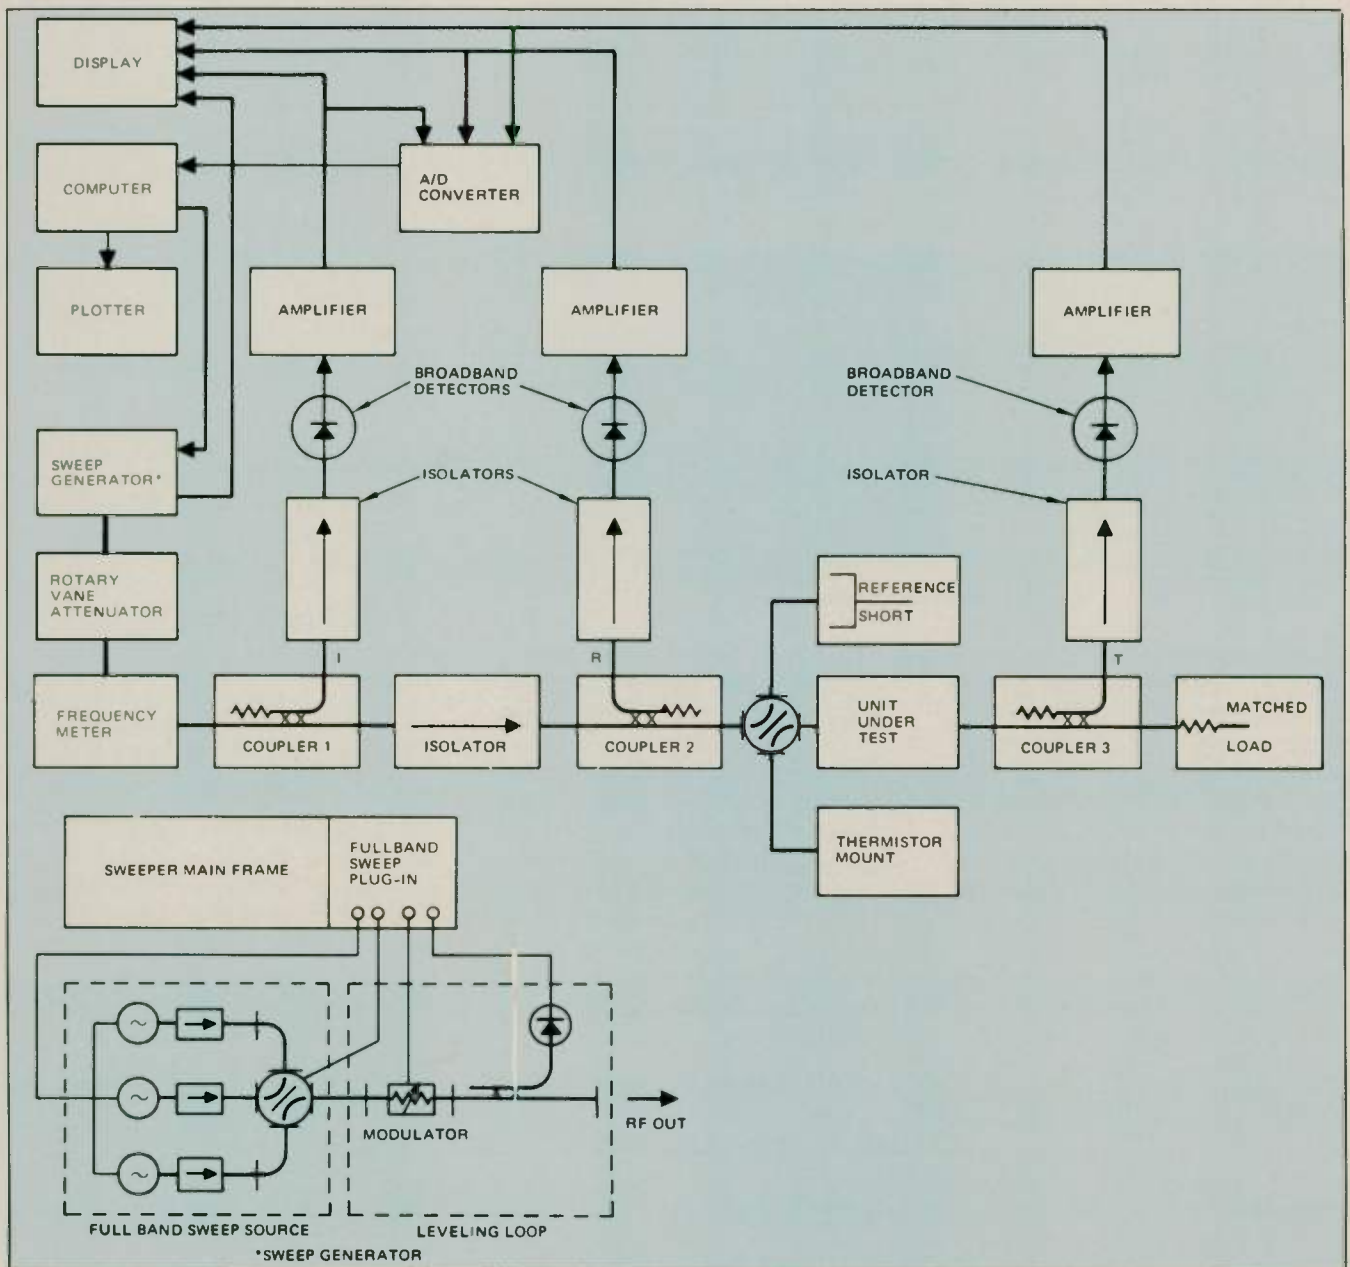 DISPLAY
COMPUTER
A/D
CONVERTER
PLOTTER
AMPLIFIER
AMPLIFIER
AMPLIFIER
BROADBAND
DETECTORS
BROADBAND
DETECTOR
SWEEP
GENERATOR*
ISOLATORS
ISOLATOR
ROTARY
VANE
ATTENUATOR
REFERENCE
SHORT
I
R
T
FREQUENCY
METER
COUPLER 1
ISOLATOR
COUPLER 2
UNIT
UNDER
TEST
COUPLER 3
MATCHED
LOAD
THERMISTOR
MOUNT
SWEEPER MAIN FRAME
FULLBAND
SWEEP
PLUG-IN
MODULATOR
RF OUT
FULL BAND SWEEP SOURCE
LEVELING LOOP
*SWEEP GENERATOR